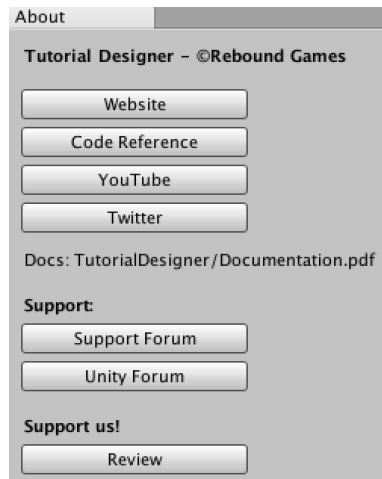 About
Tutorial Designer – ©Rebound Games
Website
Code Reference
YouTube
Twitter
Docs: TutorialDesigner/Documentation.pdf
Support:
Support Forum
Unity Forum
Support us!
Review